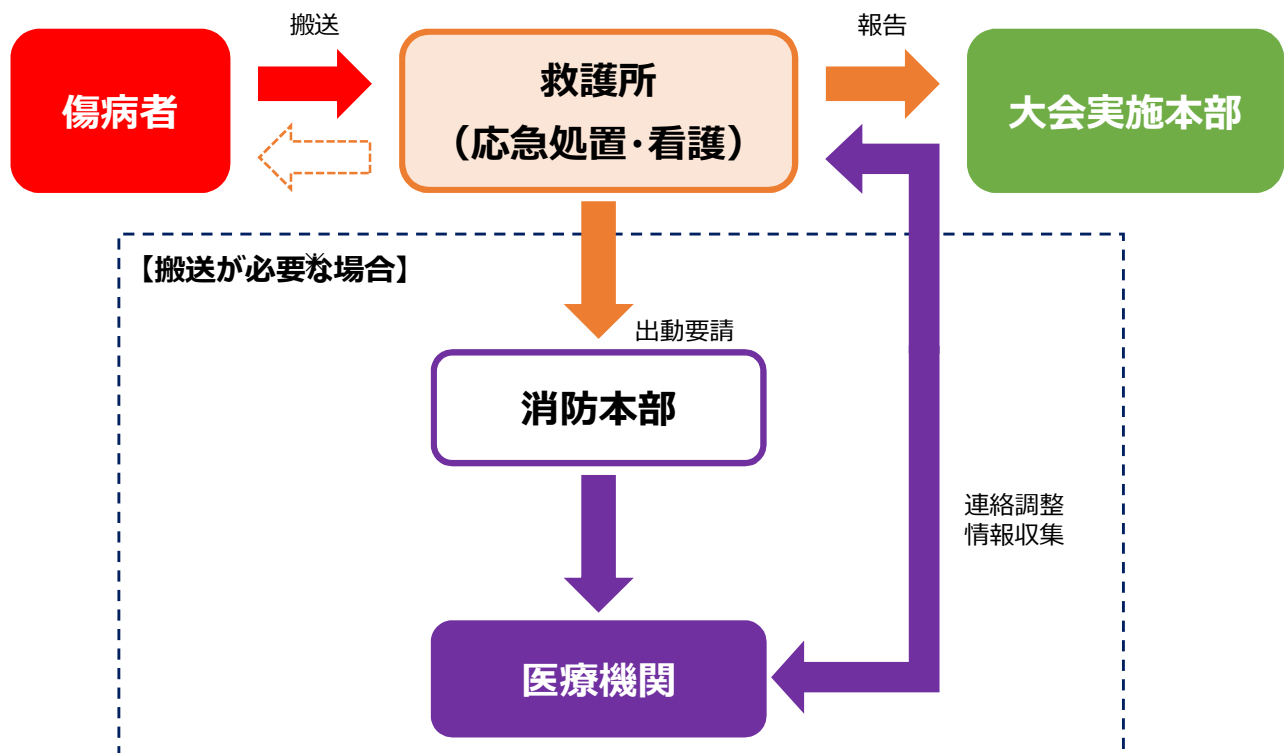 搬送
報告
傷病者
救護所
（応急処置・看護）
大会実施本部
【搬送が必要な場合】
※
出動要請
消防本部
連絡調整
情報収集
医療機関